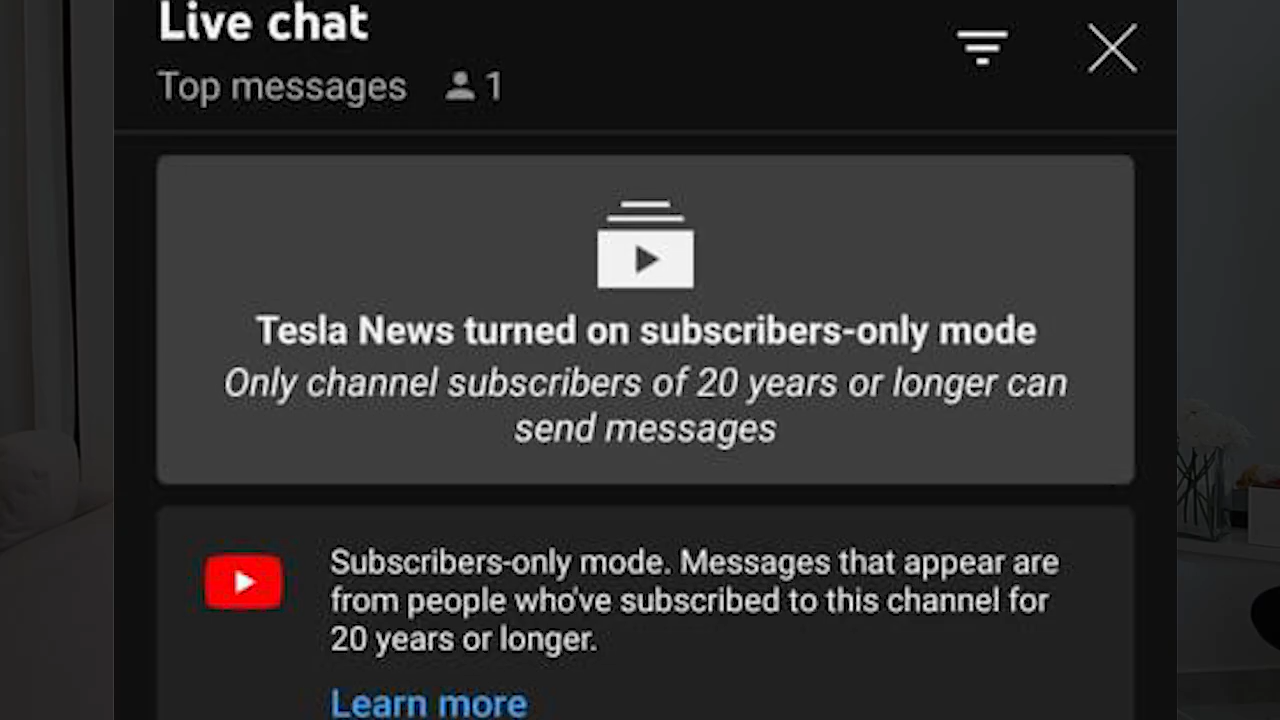 Live chat
Top messages 1
Tesla News turned on subscribers-only mode
Only channel subscribers of 20 years or longer can
send messages
Subscribers-only mode. Messages that appear are
from people who've subscribed to this channel for
20 years or longer.
Learn more